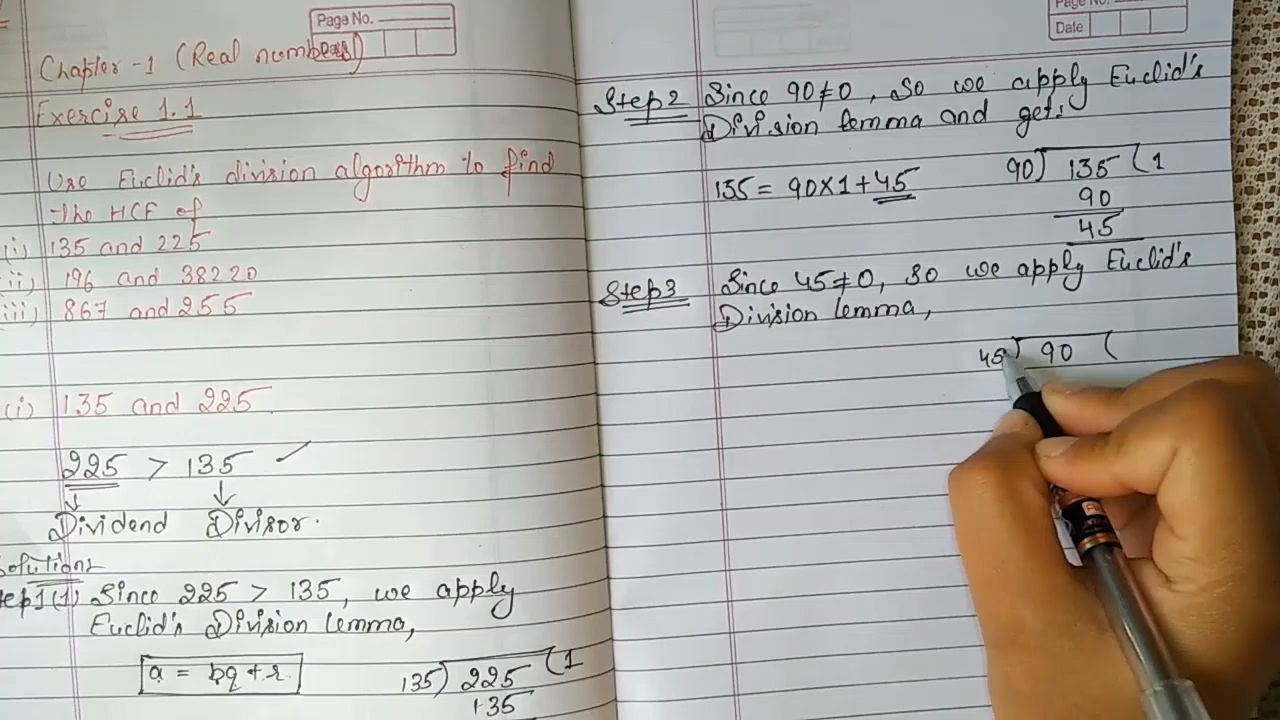 Page No.
Chapter - 1 (Real numbers)
Exercise 1.1
Use Euclid's division algorithm to find
the HCF of
(i) 135 and 225
ii) 196 and 38220
iii) 867 and 255
(i) 135 and 225
225 > 135 ✓
↓ ↓
Dividend Divisor.
Solutions
tep1(1) Since 225 > 135, we apply
Euclid's Division lemma,
a = bq + r
135) 225 (1
135
Page No.
Date
Step 2 Since 90 ≠ 0, So we apply Euclid's
Division lemma and get:
135 = 90×1 + 45
90) 135 (1
90
45
Step 3 Since 45 ≠ 0, so we apply Euclid's
Division lemma,
45) 90 (